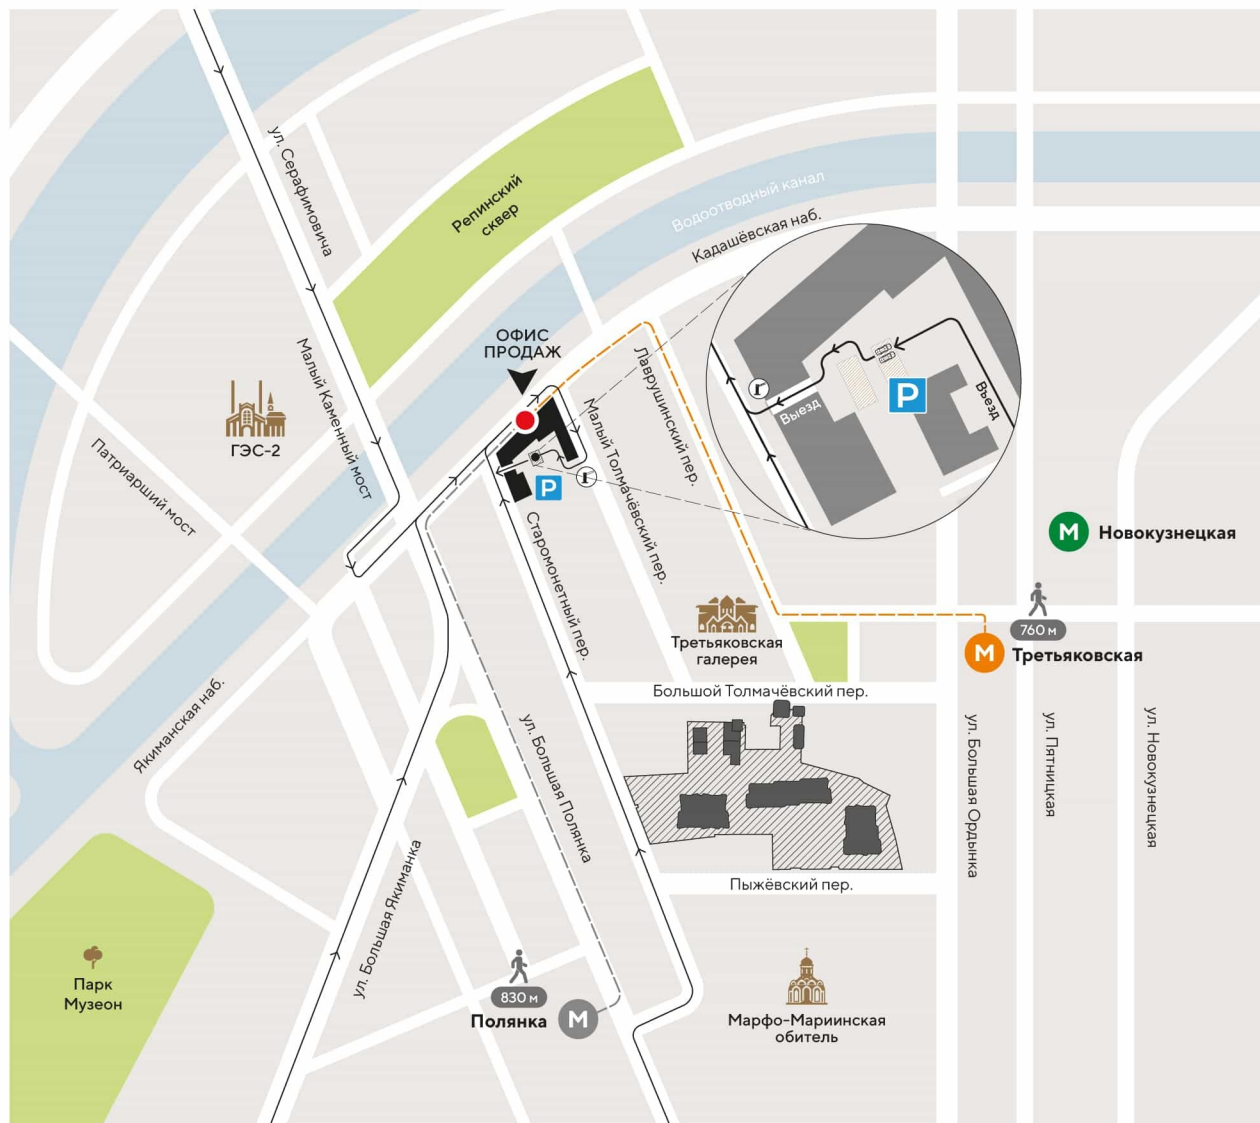 ул. Серафимовича
Репинский
сквер
Водоотводный канал
Кадашёвская наб.
ОФИС
ПРОДАЖ
Малый Каменный мост
Лаврушинский пер.
Выезд
P
Въезд
ГЭС-2
Патриарший мост
Малый Толмачёвский пер.
P
Старомонетный пер.
М
Новокузнецкая
760 м
М
Третьяковская
Третьяковская
галерея
Большой Толмачёвский пер.
Якиманская наб.
ул. Большая Полянка
ул. Большая Ордынка
ул. Пятницкая
ул. Новокузнецкая
ул. Большая Якиманка
Пыжёвский пер.
Парк
Музеон
830 м
Полянка
М
Марфо-Мариинская
обитель